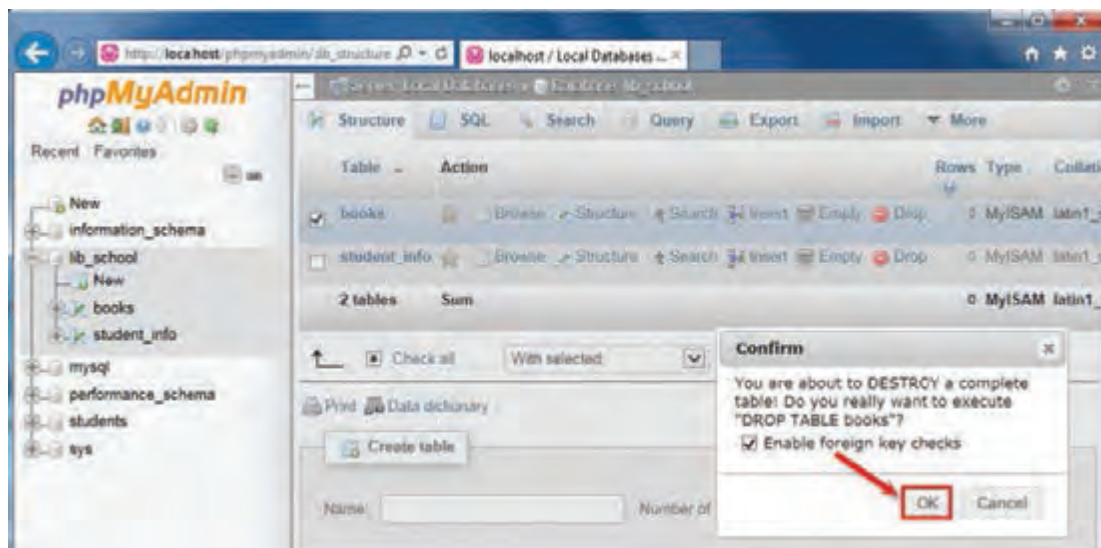 http://localhost/phpmyadmin/db_structure
localhost / Local Databases ...
phpMyAdmin
Recent Favorites
New
information_schema
lib_school
New
books
student_info
mysql
performance_schema
students
sys
Structure SQL Search Query Export Import More
Table Action Rows Type Collati
books Browse Structure Search Insert Empty Drop 0 MyISAM latin1_
student_info Browse Structure Search Insert Empty Drop 0 MyISAM latin1_
2 tables Sum 0 MyISAM latin1_
Check all With selected:
Print Data dictionary
Create table
Name: Number of
Confirm
You are about to DESTROY a complete
table! Do you really want to execute
"DROP TABLE books"?
Enable foreign key checks
OK Cancel